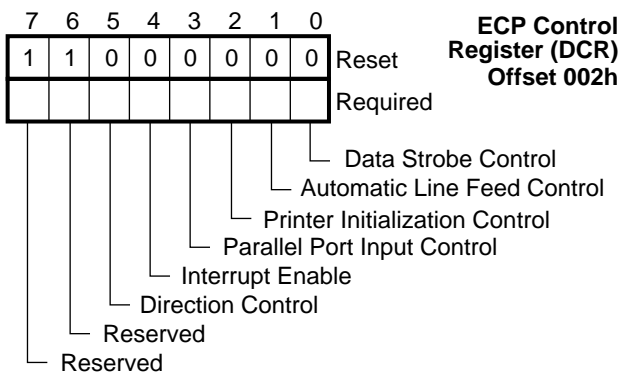 7 6 5 4 3 2 1 0
ECP Control
Register (DCR)
Offset 002h
1 1 0 0 0 0 0 0 Reset
Required
Data Strobe Control
Automatic Line Feed Control
Printer Initialization Control
Parallel Port Input Control
Interrupt Enable
Direction Control
Reserved
Reserved